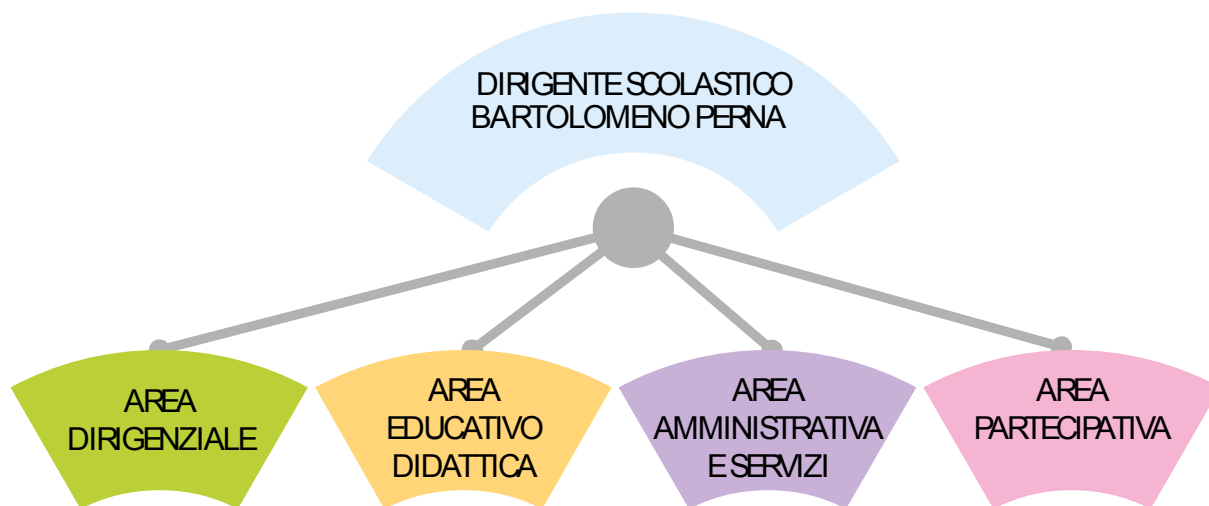 DIRIGENTE SCOLASTICO
BARTOLOMENO PERNA
AREA
DIRIGENZIALE
AREA
EDUCATIVO
DIDATTICA
AREA
AMMINISTRATIVA
E SERVIZI
AREA
PARTECIPATIVA